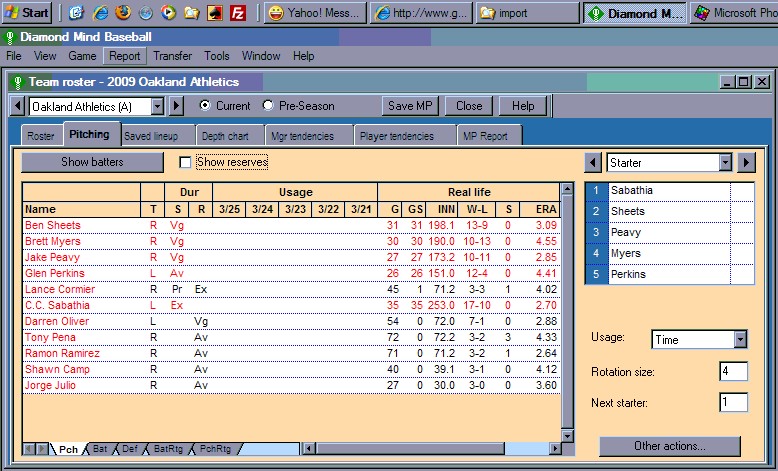 Start Yahoo! Mess... http://www.g... import Diamond M... Microsoft Pho
Diamond Mind Baseball
File View Game Report Transfer Tools Window Help
Team roster - 2009 Oakland Athletics
Oakland Athletics (A) Current Pre-Season Save MP Close Help
Roster Pitching Saved lineup Depth chart Mgr tendencies Player tendencies MP Report
Show batters Show reserves Starter
Dur Usage Real life
Name T S R 3/25 3/24 3/23 3/22 3/21 G GS INN W-L S ERA
Ben Sheets R Vg 31 31 198.1 13-9 0 3.09
Brett Myers R Vg 30 30 190.0 10-13 0 4.55
Jake Peavy R Vg 27 27 173.2 10-11 0 2.85
Glen Perkins L Av 26 26 151.0 12-4 0 4.41
Lance Cormier R Pr Ex 45 1 71.2 3-3 1 4.02
C.C. Sabathia L Ex 35 35 253.0 17-10 0 2.70
Darren Oliver L Vg 54 0 72.0 7-1 0 2.88
Tony Pena R Av 72 0 72.2 3-2 3 4.33
Ramon Ramirez R Av 71 0 71.2 3-2 1 2.64
Shawn Camp R Av 40 0 39.1 3-1 0 4.12
Jorge Julio R Av 27 0 30.0 3-0 0 3.60
1 Sabathia
2 Sheets
3 Peavy
4 Myers
5 Perkins
Usage: Time
Rotation size: 4
Next starter: 1
Other actions...
Pch Bat Def BatRtg PchRtg